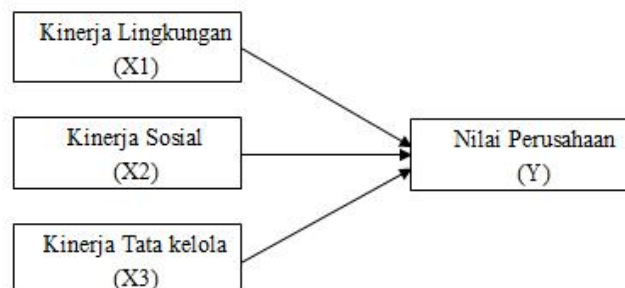 Kinerja Lingkungan
(X1)
Kinerja Sosial
(X2)
Nilai Perusahaan
(Y)
Kinerja Tata kelola
(X3)